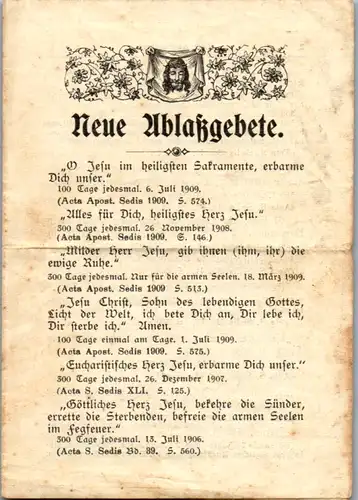 Neue Ablaßgebete.
„O Jesu im heiligsten Sakramente, erbarme
Dich unser.“
100 Tage jedesmal. 6. Juli 1909.
(Acta Apost. Sedis 1909. S. 574.)
„Alles für Dich, heiligstes Herz Jesu.“
300 Tage jedesmal. 26 November 1908.
(Acta Apost. Sedis 1909. S. 146.)
„Milder Herr Jesu, gib ihnen (ihm, ihr) die
ewige Ruhe.“
300 Tage jedesmal. Nur für die armen Seelen. 18. März 1909.
(Acta Apost. Sedis 1909 S. 513.)
„Jesu Christ, Sohn des lebendigen Gottes,
Licht der Welt, ich bete Dich an, Dir lebe ich,
Dir sterbe ich.“ Amen.
100 Tage einmal am Tage. 1. Juli 1909.
(Acta Apost. Sedis 1909. S. 575.)
„Eucharistisches Herz Jesu, erbarme Dich unser.“
300 Tage jedesmal, 26. Dezember 1907.
(Acta S. Sedis XLI. S. 125.)
„Göttliches Herz Jesu, bekehre die Sünder,
errette die Sterbenden, befreie die armen Seelen
im Fegfeuer.“
300 Tage jedesmal. 13. Juli 1906.
(Acta S. Sedis Bd. 39. S. 560.)